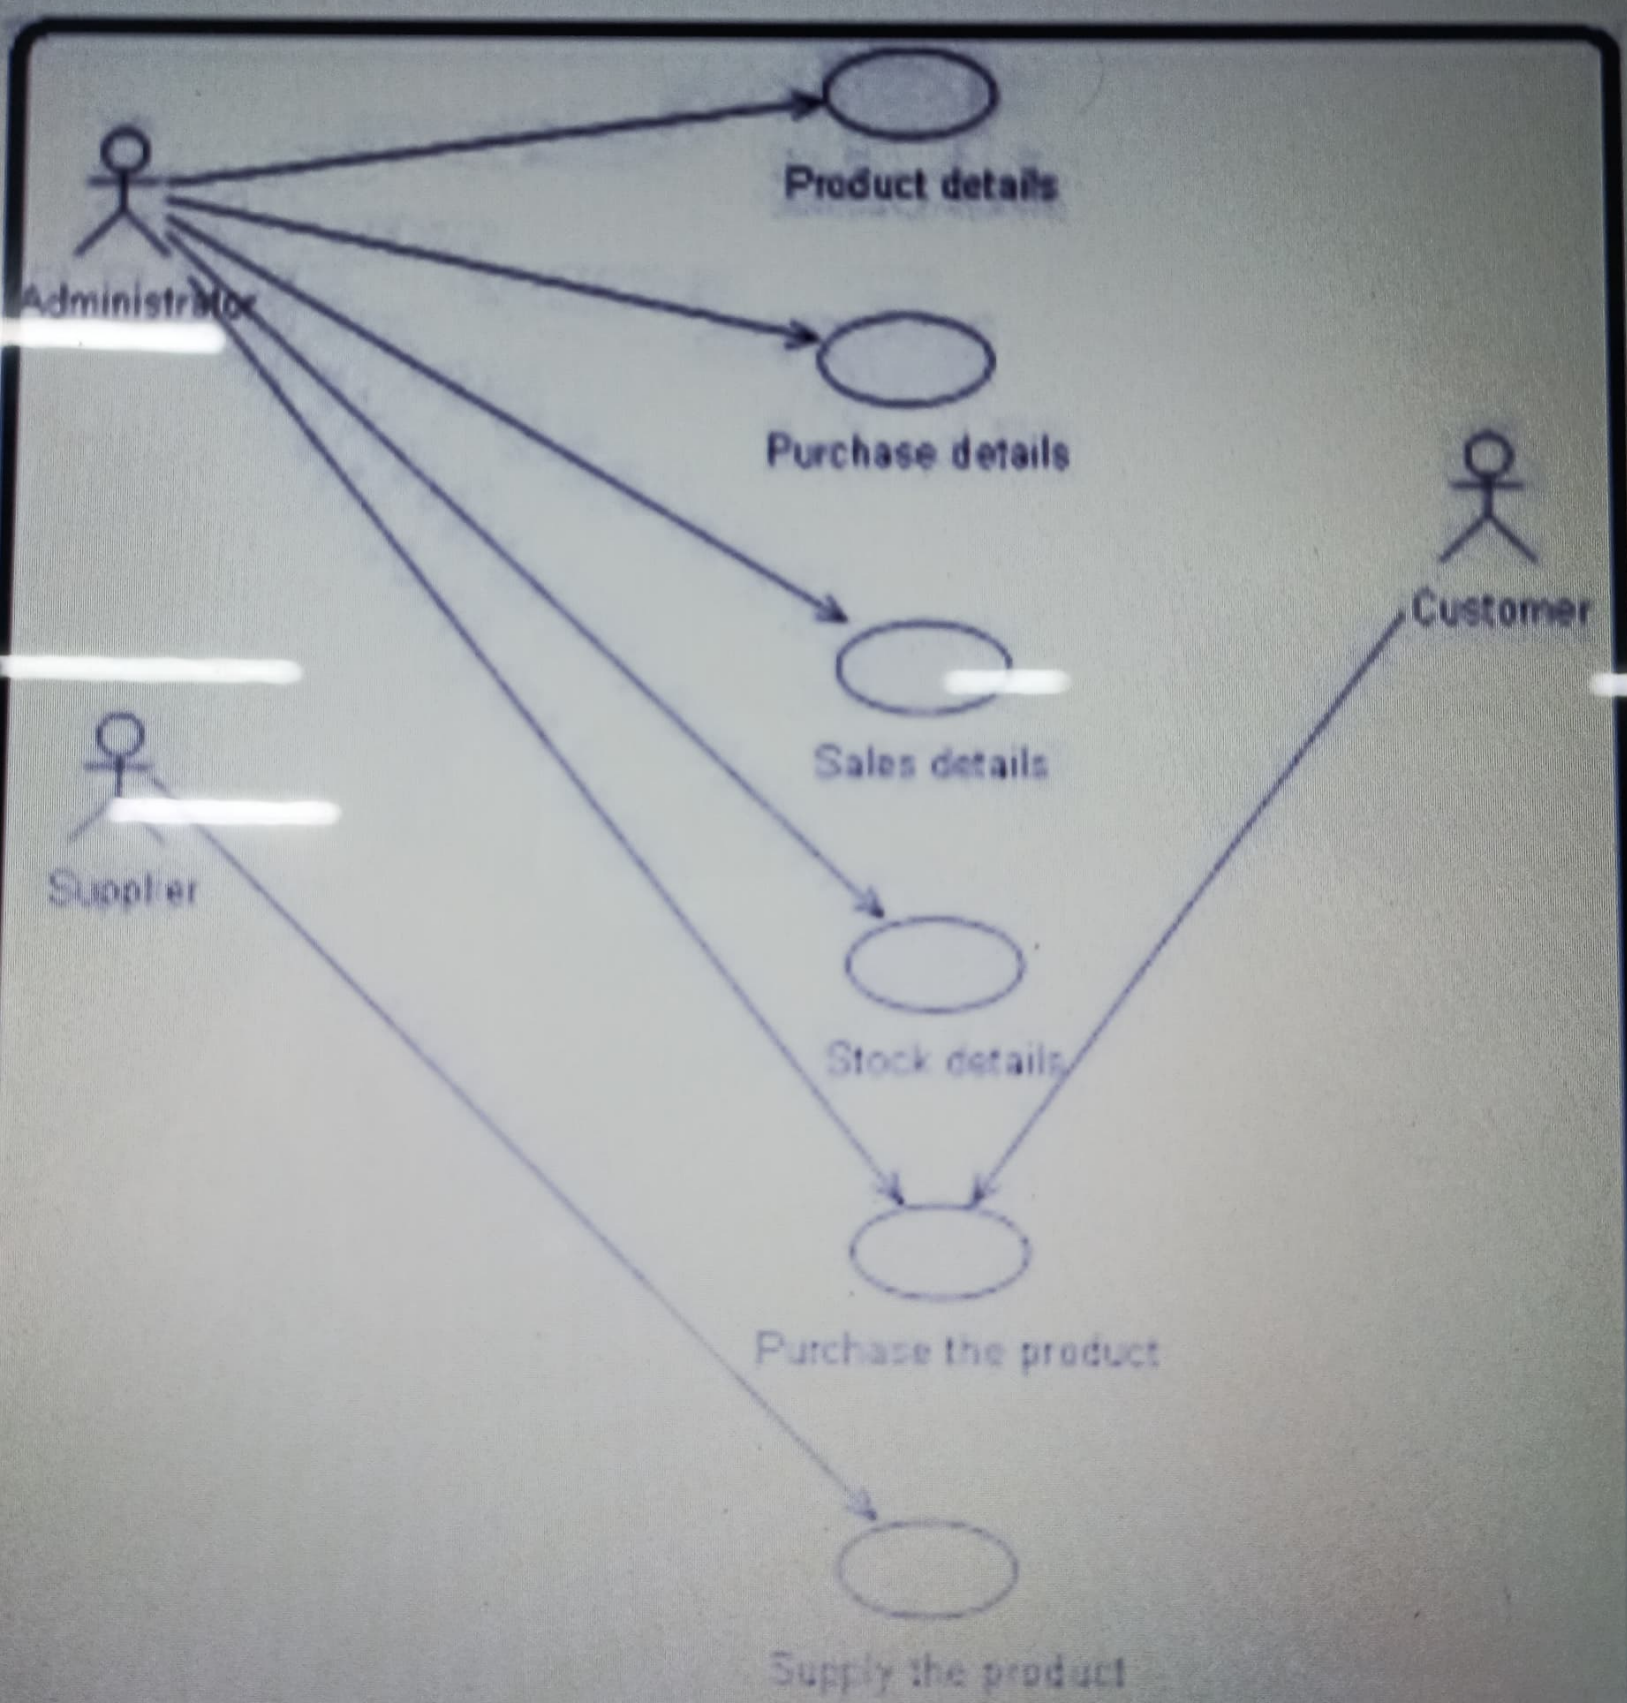 Product details
Administrator
Purchase details
Customer
Sales details
Supplier
Stock details
Purchase the product
Supply the product